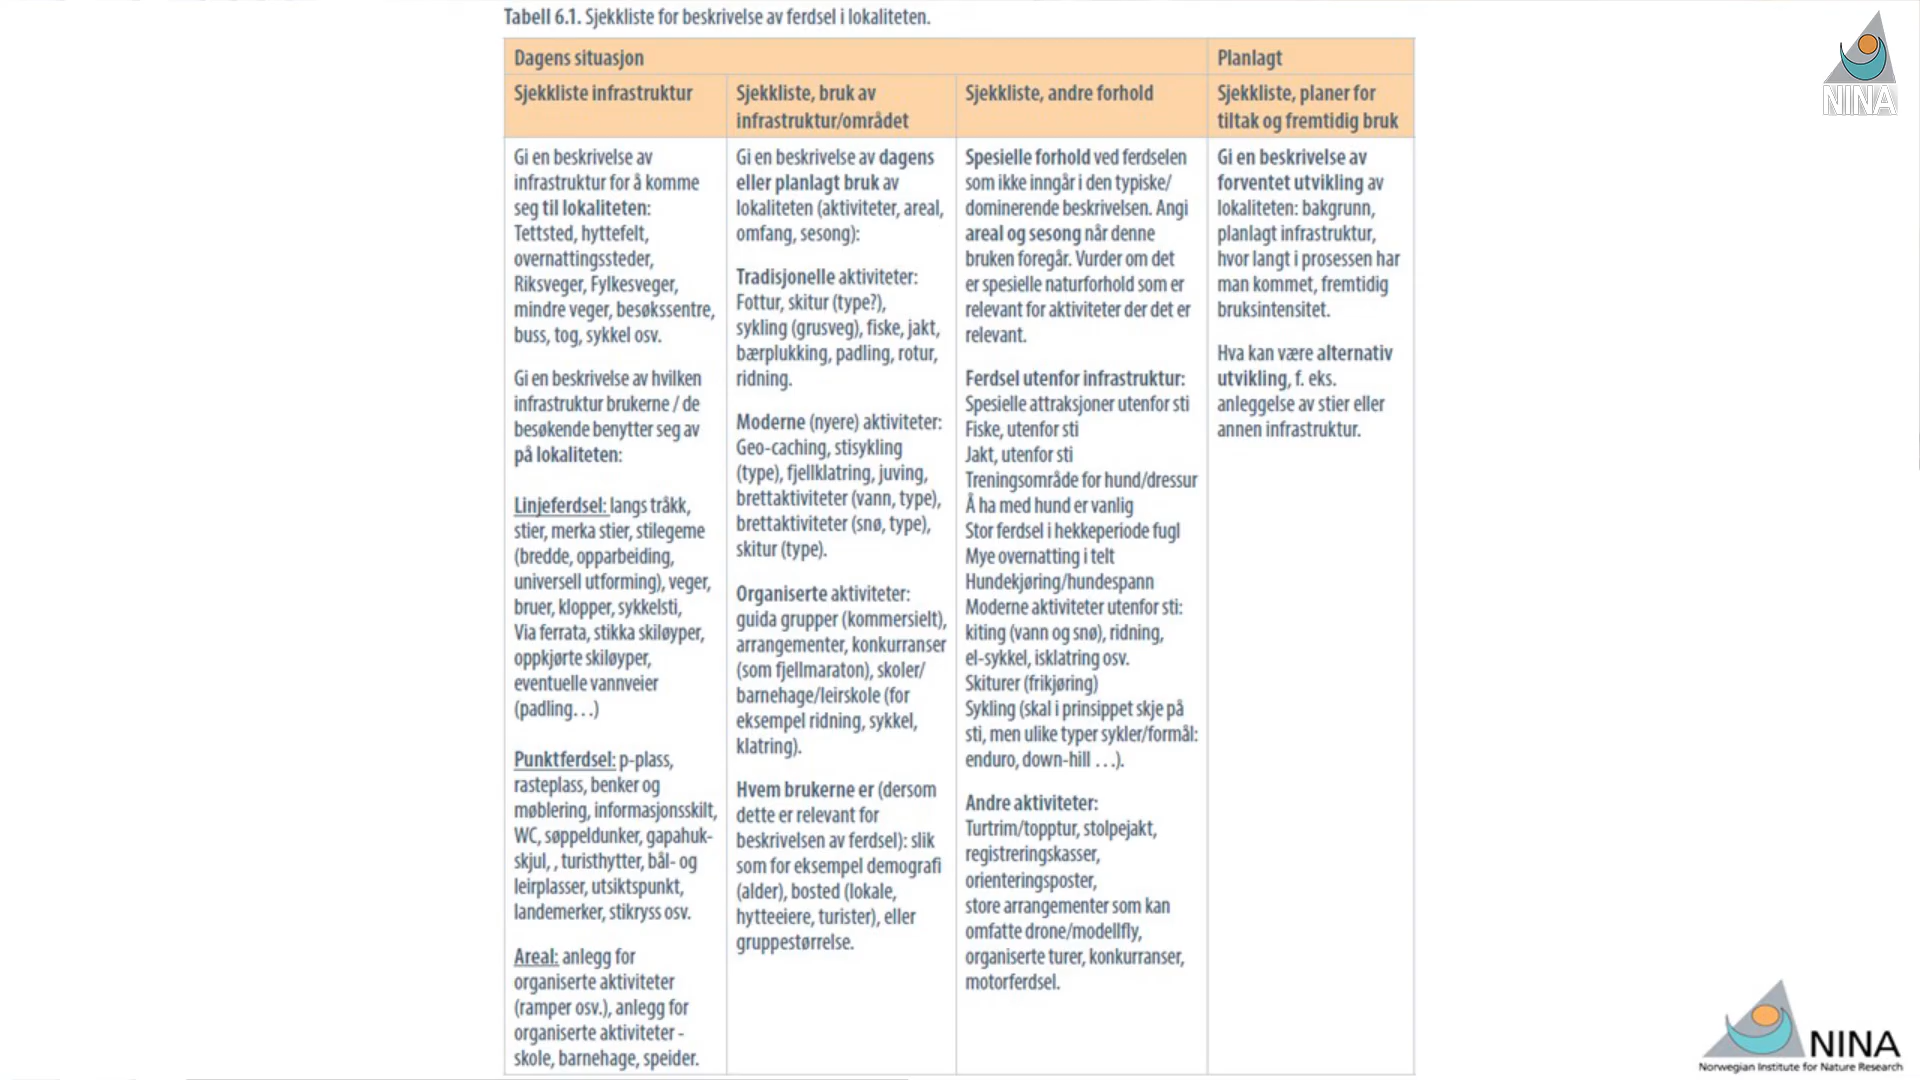 Tabell 6.1. Sjekkliste for beskrivelse av ferdsel i lokaliteten.
Dagens situasjon
Planlagt
Sjekkliste infrastruktur
Sjekkliste, bruk av
infrastruktur/området
Sjekkliste, andre forhold
Sjekkliste, planer for
tiltak og fremtidig bruk
Gi en beskrivelse av
infrastruktur for å komme
seg til lokaliteten:
Tettsted, hyttefelt,
overnattingssteder,
Riksveger, Fylkesveger,
mindre veger, besøkssentre,
buss, tog, sykkel osv.
Gi en beskrivelse av hvilken
infrastruktur brukerne / de
besøkende benytter seg av
på lokaliteten:
Linjeferdsel: langs tråkk,
stier, merka stier, stilegeme
(bredde, opparbeiding,
universell utforming), veger,
bruer, klopper, sykkelsti,
Via ferrata, stikka skiløyper,
oppkjørte skiløyper,
eventuelle vannveier
(padling…)
Punktferdsel: p-plass,
rasteplass, benker og
møblering, informasjonsskilt,
WC, søppeldunker, gapahuk-
skjul, , turisthytter, bål- og
leirplasser, utsiktspunkt,
landemerker, stikryss osv.
Areal: anlegg for
organiserte aktiviteter
(ramper osv.), anlegg for
organiserte aktiviteter -
skole, barnehage, speider.
Gi en beskrivelse av dagens
eller planlagt bruk av
lokaliteten (aktiviteter, areal,
omfang, sesong):
Tradisjonelle aktiviteter:
Fottur, skitur (type?),
sykling (grusveg), fiske, jakt,
bærplukking, padling, rotur,
ridning.
Moderne (nyere) aktiviteter:
Geo-caching, stisykling
(type), fjellklatring, juving,
brettaktiviteter (vann, type),
brettaktiviteter (snø, type),
skitur (type).
Organiserte aktiviteter:
guida grupper (kommersielt),
arrangementer, konkurranser
(som fjellmaraton), skoler/
barnehage/leirskole (for
eksempel ridning, sykkel,
klatring).
Hvem brukerne er (dersom
dette er relevant for
beskrivelsen av ferdsel): slik
som for eksempel demografi
(alder), bosted (lokale,
hytteeiere, turister), eller
gruppestørrelse.
Spesielle forhold ved ferdselen
som ikke inngår i den typiske/
dominerende beskrivelsen. Angi
areal og sesong når denne
bruken foregår. Vurder om det
er spesielle naturforhold som er
relevant for aktiviteter der det er
relevant.
Ferdsel utenfor infrastruktur:
Spesielle attraksjoner utenfor sti
Fiske, utenfor sti
Jakt, utenfor sti
Treningsområde for hund/dressur
Å ha med hund er vanlig
Stor ferdsel i hekkeperiode fugl
Mye overnatting i telt
Hundekjøring/hundespann
Moderne aktiviteter utenfor sti:
kiting (vann og snø), ridning,
el-sykkel, isklatring osv.
Skiturer (frikjøring)
Sykling (skal i prinsippet skje på
sti, men ulike typer sykler/formål:
enduro, down-hill …).
Andre aktiviteter:
Turtrim/topptur, stolpejakt,
registreringskasser,
orienteringsposter,
store arrangementer som kan
omfatte drone/modellfly,
organiserte turer, konkurranser,
motorferdsel.
Gi en beskrivelse av
forventet utvikling av
lokaliteten: bakgrunn,
planlagt infrastruktur,
hvor langt i prosessen har
man kommet, fremtidig
bruksintensitet.
Hva kan være alternativ
utvikling, f. eks.
anleggelse av stier eller
annen infrastruktur.
NINA
NINA
Norwegian Institute for Nature Research